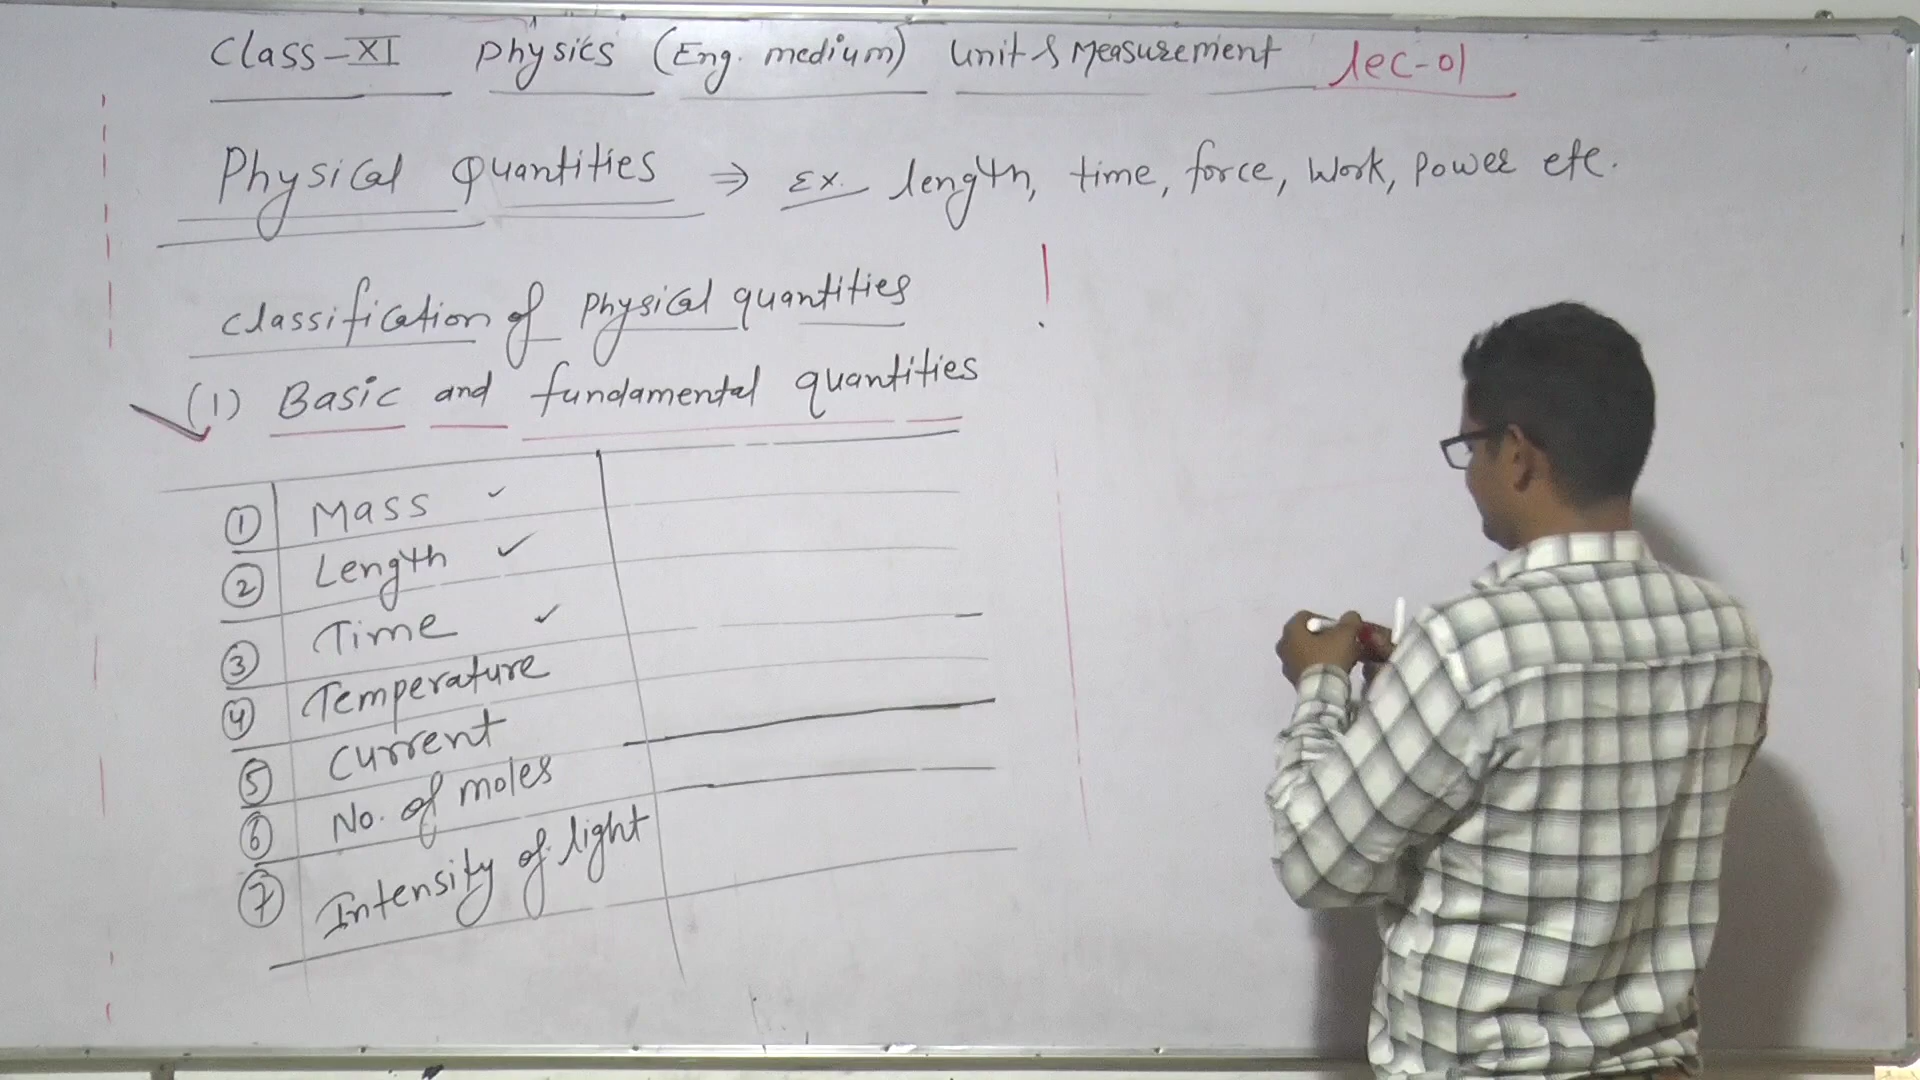 Class-XI Physics (Eng. medium) Unit & Measurement Lec-01
Physical Quantities ⇒ Ex. length, time, force, Work, Power etc.
Classification of Physical quantities
(1) Basic and fundamental quantities
① Mass ✓
② Length ✓
③ Time ✓
④ Temperature
⑤ Current
⑥ No. of moles
⑦ Intensity of light